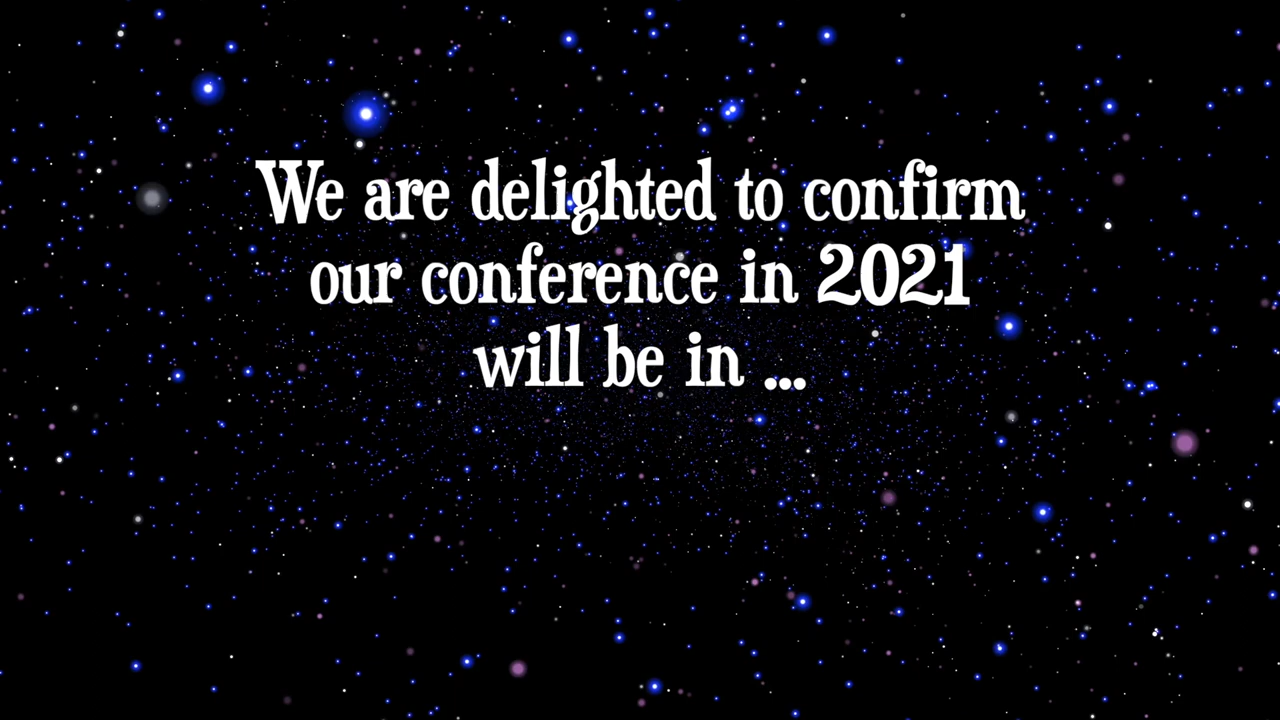 We are delighted to confirm
our conference in 2021
will be in ...